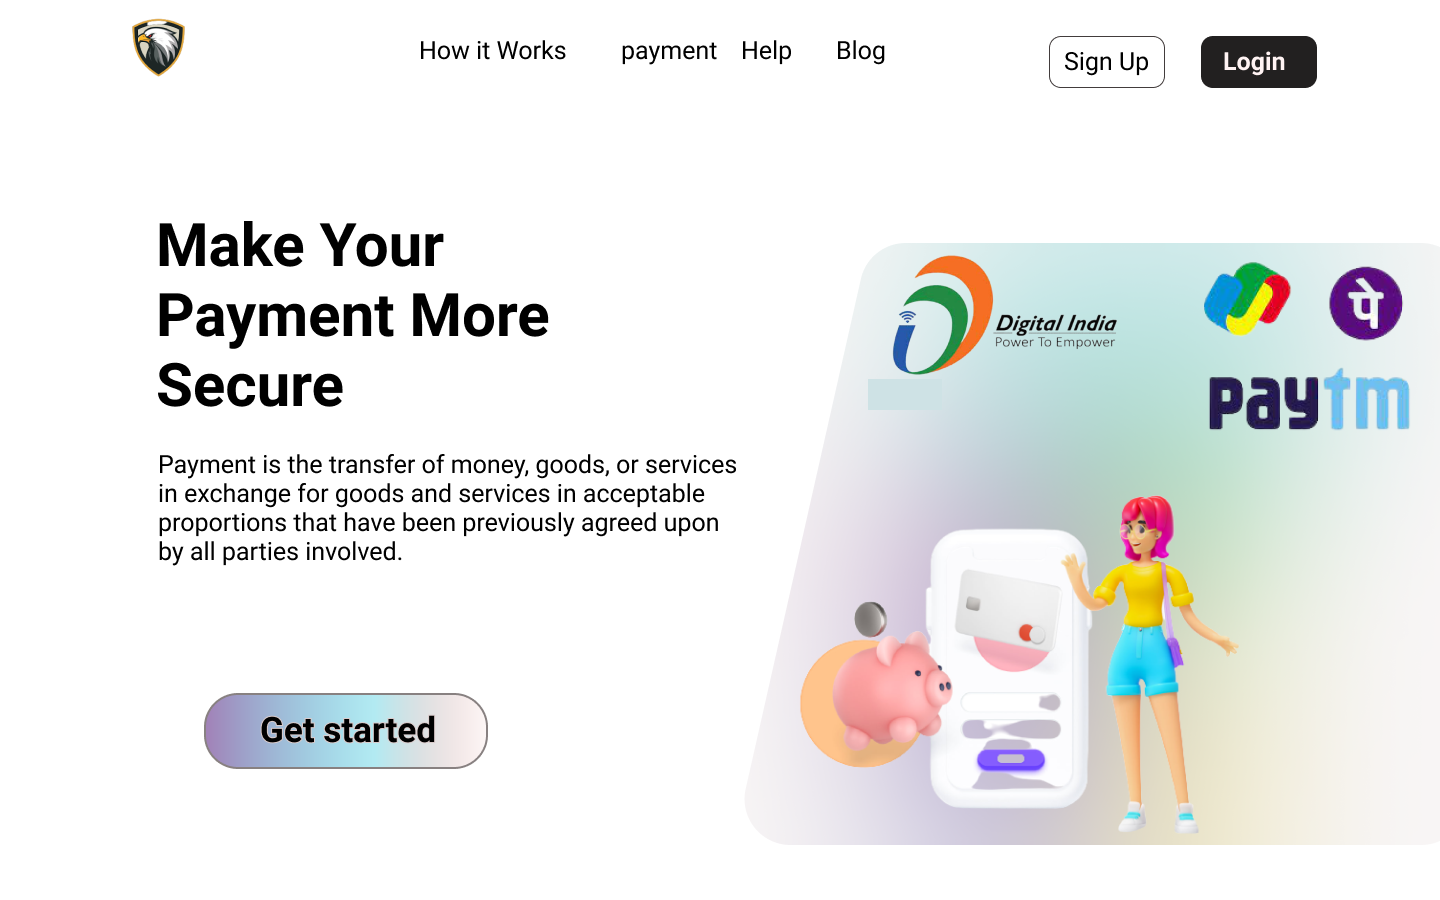 How it Works
payment
Help
Blog
Sign Up
Login
Make Your
Payment More
Secure
Payment is the transfer of money, goods, or services
in exchange for goods and services in acceptable
proportions that have been previously agreed upon
by all parties involved.
Get started
Digital India
Power To Empower
पे
paytm